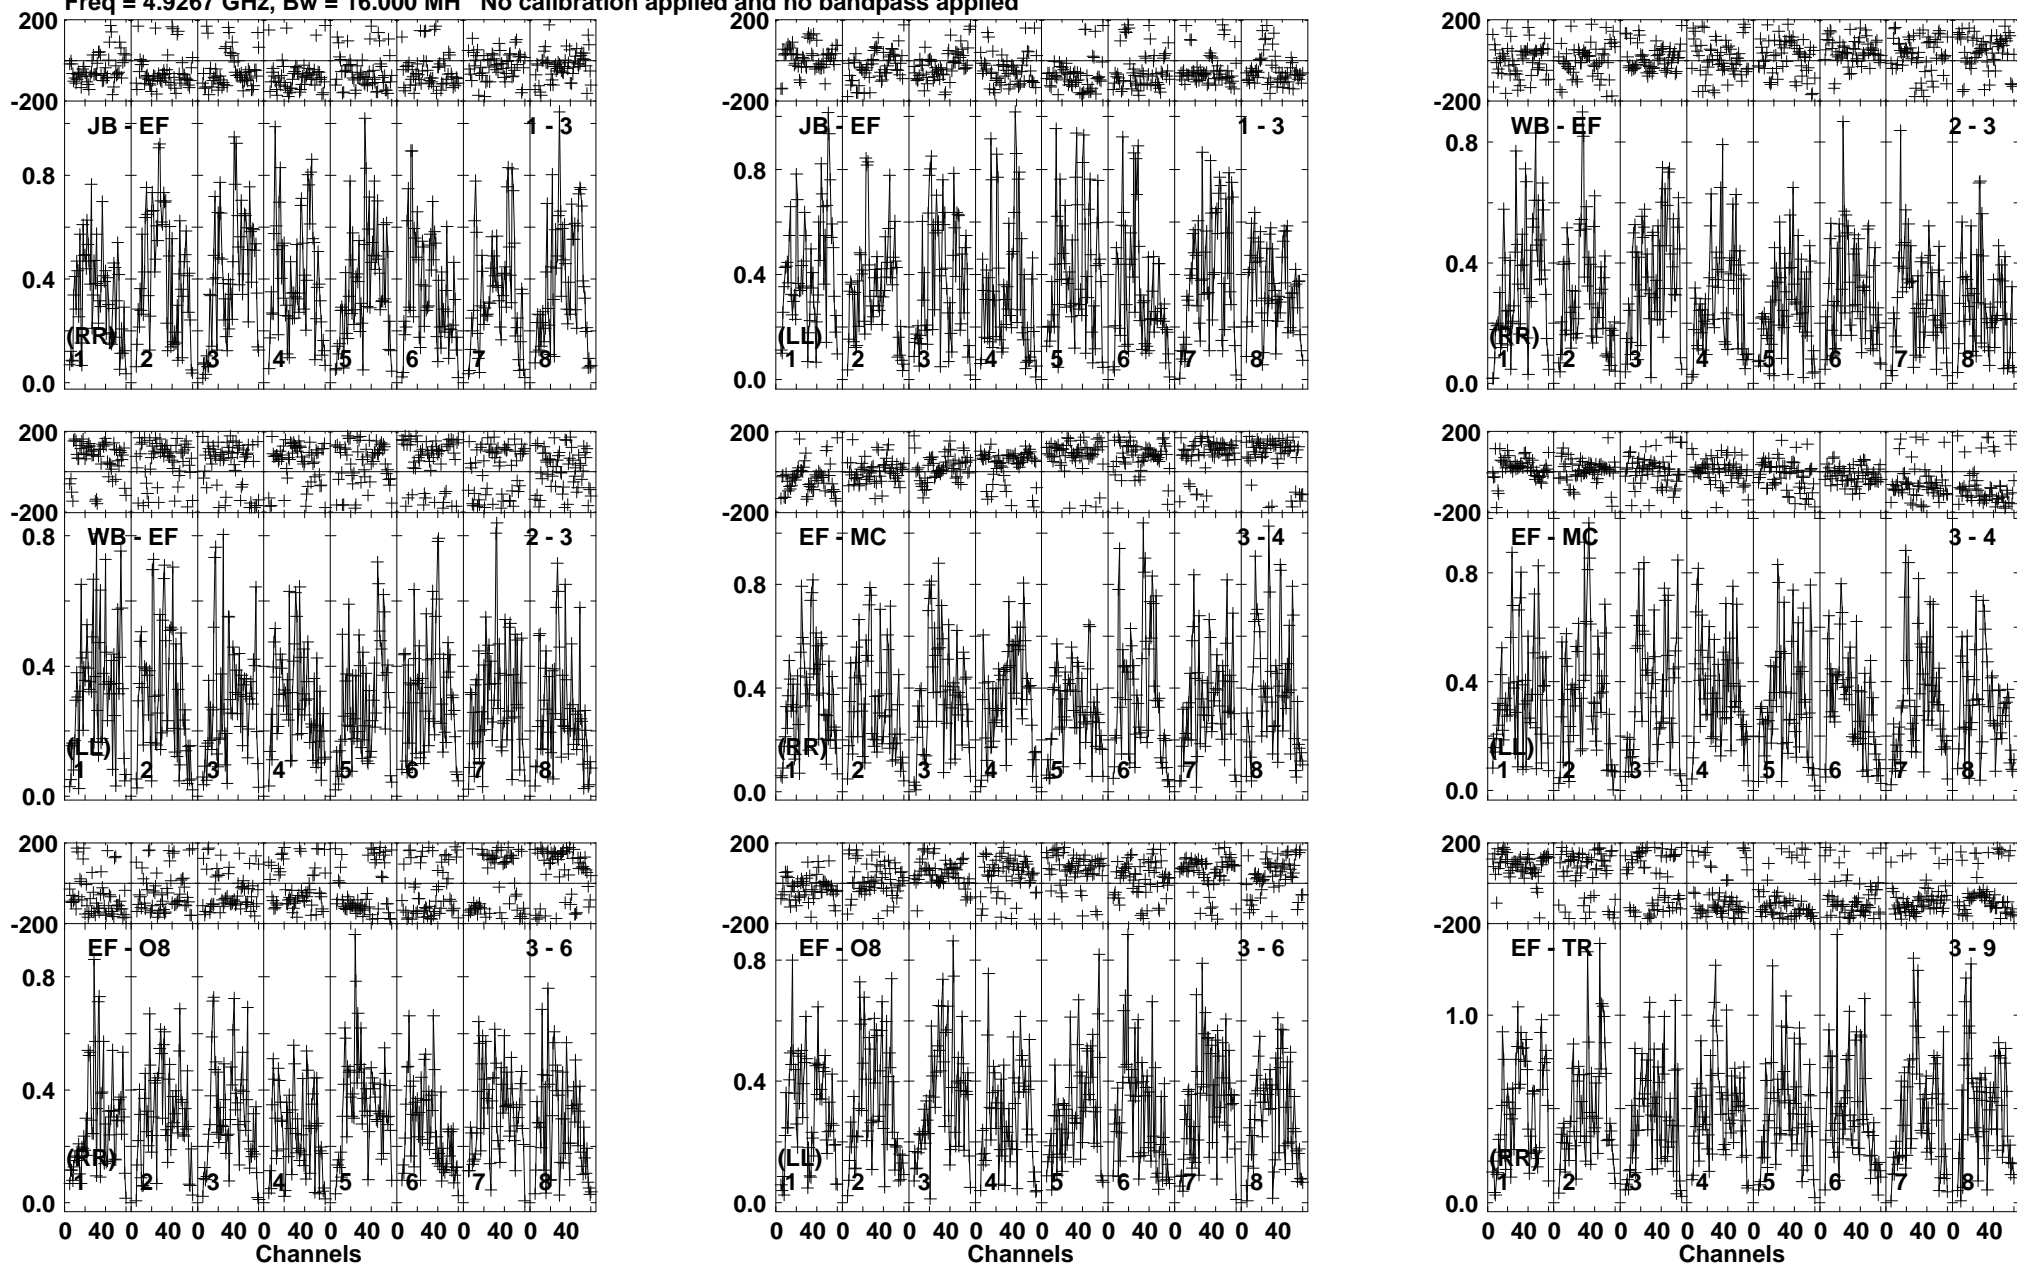 Freq = 4.9267 GHz, Bw = 16.000 MH No calibration applied and no bandpass applied
200 200 200
-200 -200 -200
JB - EF 1 - 3 JB - EF 1 - 3 WB - EF 2 - 3
0.8 0.8 0.8
0.4 0.4 0.4
(RR) (LL) (RR)
1 2 3 4 5 6 7 8 1 2 3 4 5 6 7 8 1 2 3 4 5 6 7 8
0.0 0.0 0.0
200 200 200
-200 -200 -200
WB - EF 2 - 3 EF - MC 3 - 4 EF - MC 3 - 4
0.8 0.8 0.8
0.4 0.4 0.4
(LL) (RR) (LL)
1 2 3 4 5 6 7 8 1 2 3 4 5 6 7 8 1 2 3 4 5 6 7 8
0.0 0.0 0.0
200 200 200
-200 -200 -200
EF - O8 3 - 6 EF - O8 3 - 6 EF - TR 3 - 9
0.8 0.8 1.0
0.4 0.4
(RR) (LL) (RR)
1 2 3 4 5 6 7 8 1 2 3 4 5 6 7 8 1 2 3 4 5 6 7 8
0.0 0.0 0.0
0 40 0 40 0 40 0 40 0 40 0 40 0 40 0 40 0 40 0 40 0 40 0 40 0 40 0 40 0 40 0 40 0 40 0 40 0 40 0 40 0 40 0 40 0 40 0 40
Channels Channels Channels